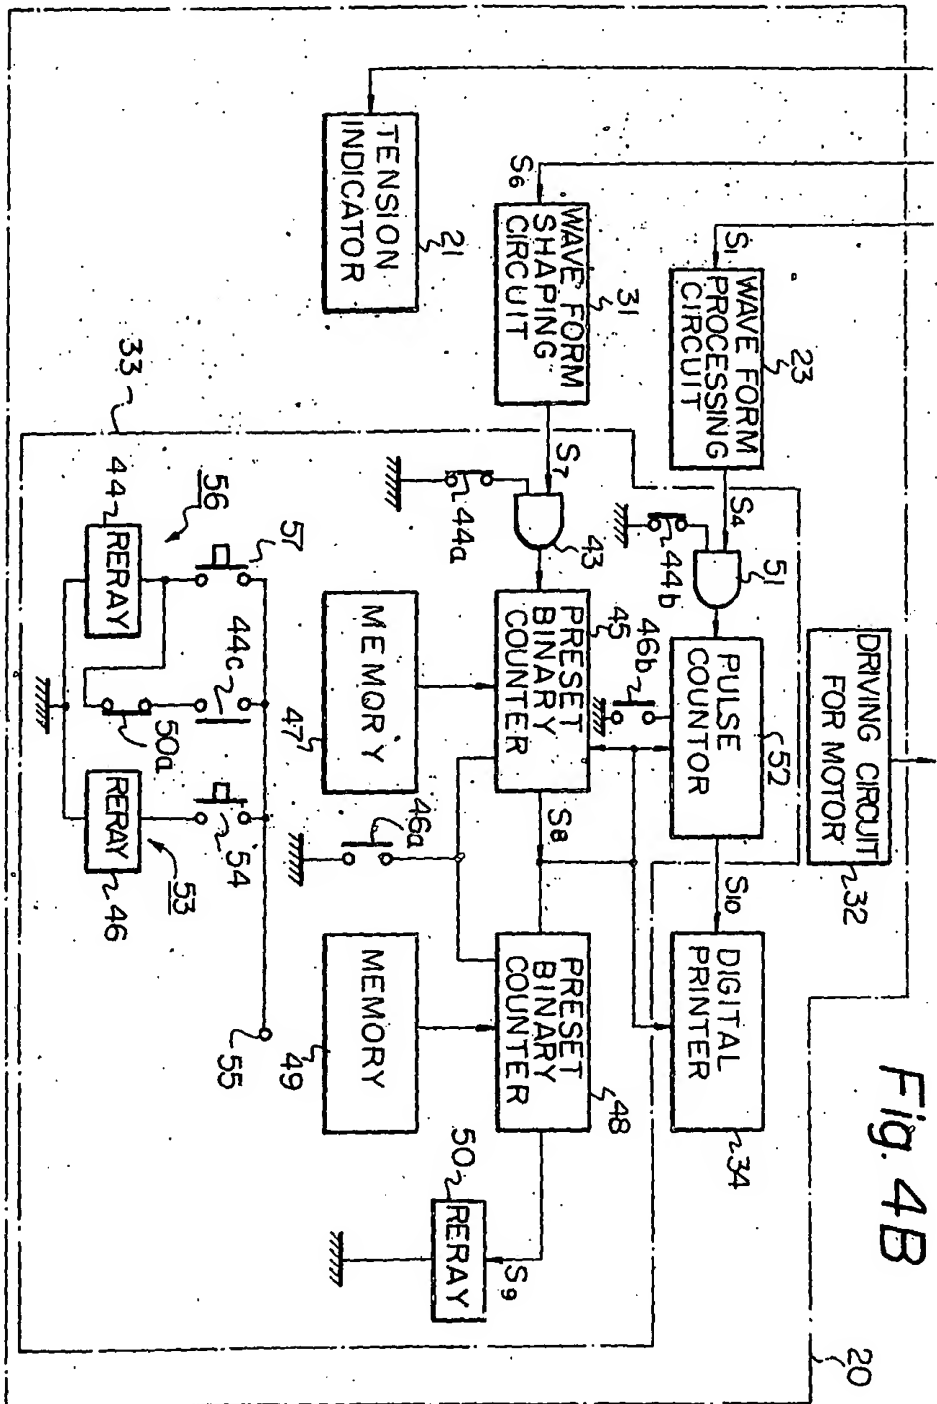 Fig. 4B
20
DRIVING CIRCUIT
FOR MOTOR
32
S1
23
WAVE FORM
PROCESSING
CIRCUIT
S4
51
44b
PULSE
COUNTOR
52
46b
S10
DIGITAL
PRINTER
34
S6
WAVE FORM
SHAPING
CIRCUIT
31
S7
43
44a
45
PRESET
BINARY
COUNTER
S8
PRESET
BINARY
COUNTER
48
TENSION
INDICATOR
21
MEMORY
47
46a
MEMORY
49
50
RERAY
S9
33
57
44c
54
55
56
44
RERAY
50a
RERAY
53
46